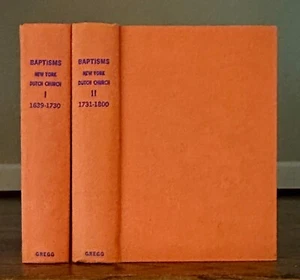 BAPTISMS
NEW YORK
DUTCH CHURCH
I
1639-1730
GREGG
BAPTISMS
NEW YORK
DUTCH CHURCH
II
1731-1800
GREGG